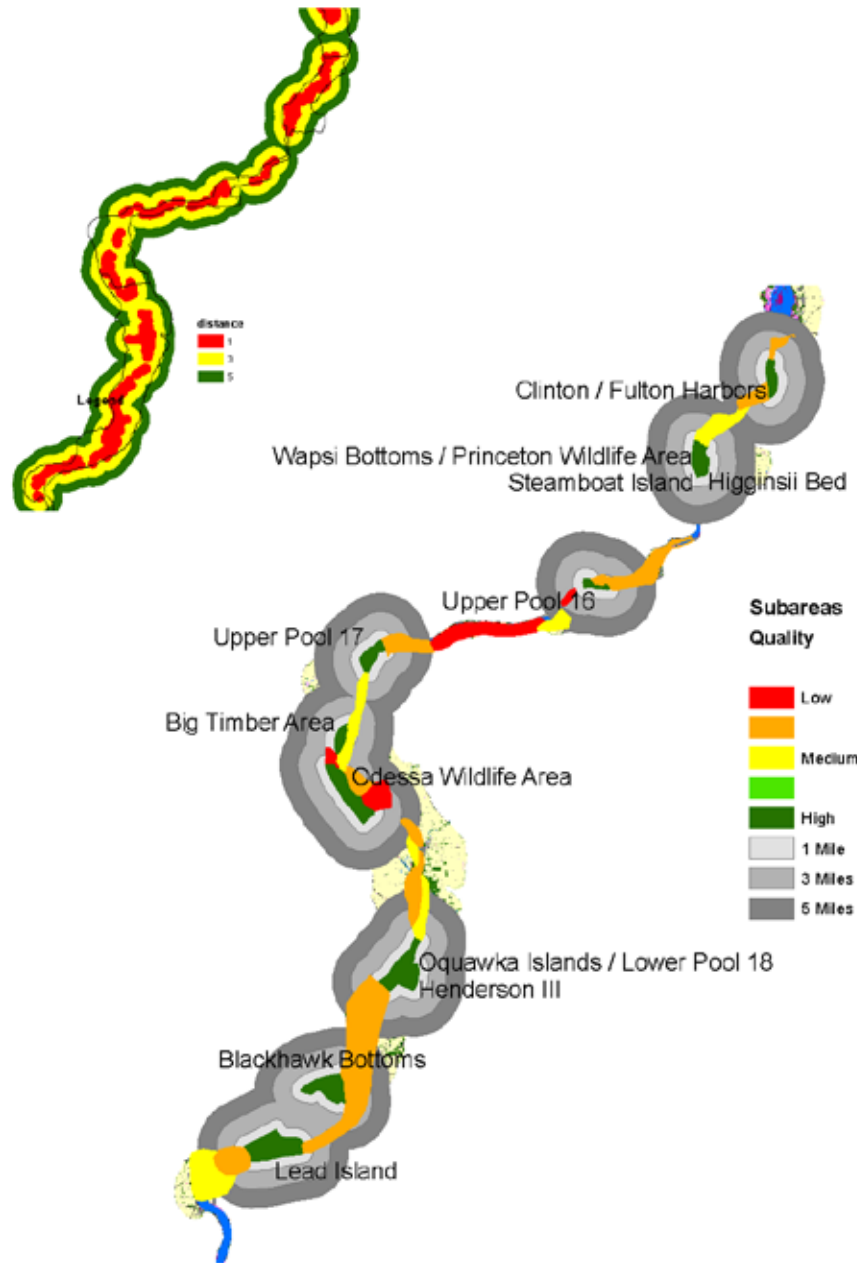 distance
1
3
5
Legend
Clinton / Fulton Harbors
Wapsi Bottoms / Princeton Wildlife Area
Steamboat Island Higginsii Bed
Upper Pool 16
Upper Pool 17
Big Timber Area
Odessa Wildlife Area
Oquawka Islands / Lower Pool 18
Henderson III
Blackhawk Bottoms
Lead Island
Subareas
Quality
Low
Medium
High
1 Mile
3 Miles
5 Miles